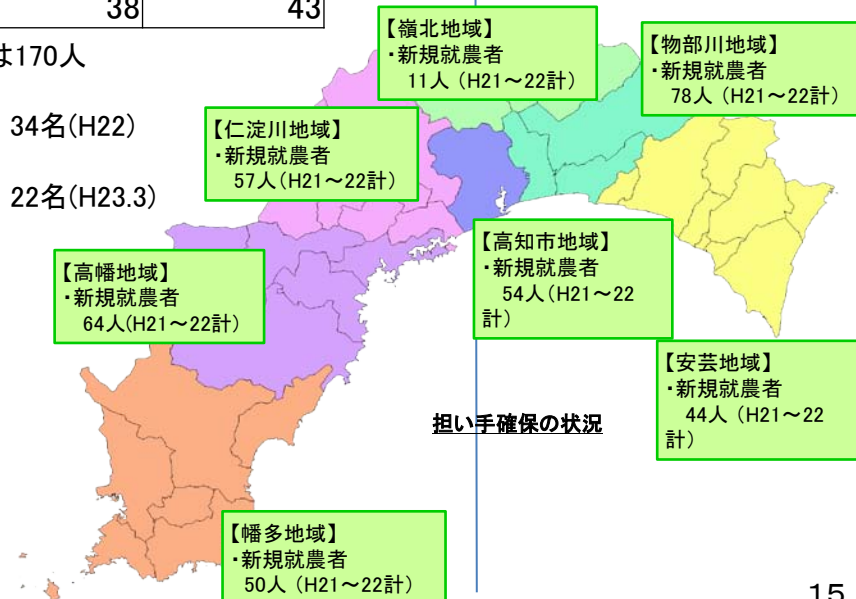 38 43
は170人
34名(H22)
22名(H23.3)
【嶺北地域】
・新規就農者
11人 (H21～22計)
【物部川地域】
・新規就農者
78人 (H21～22計)
【仁淀川地域】
・新規就農者
57人(H21～22計)
【高知市地域】
・新規就農者
54人(H21～22
計)
【高幡地域】
・新規就農者
64人(H21～22計)
【安芸地域】
・新規就農者
44人 (H21～22
計)
担い手確保の状況
【幡多地域】
・新規就農者
50人 (H21～22計)
15